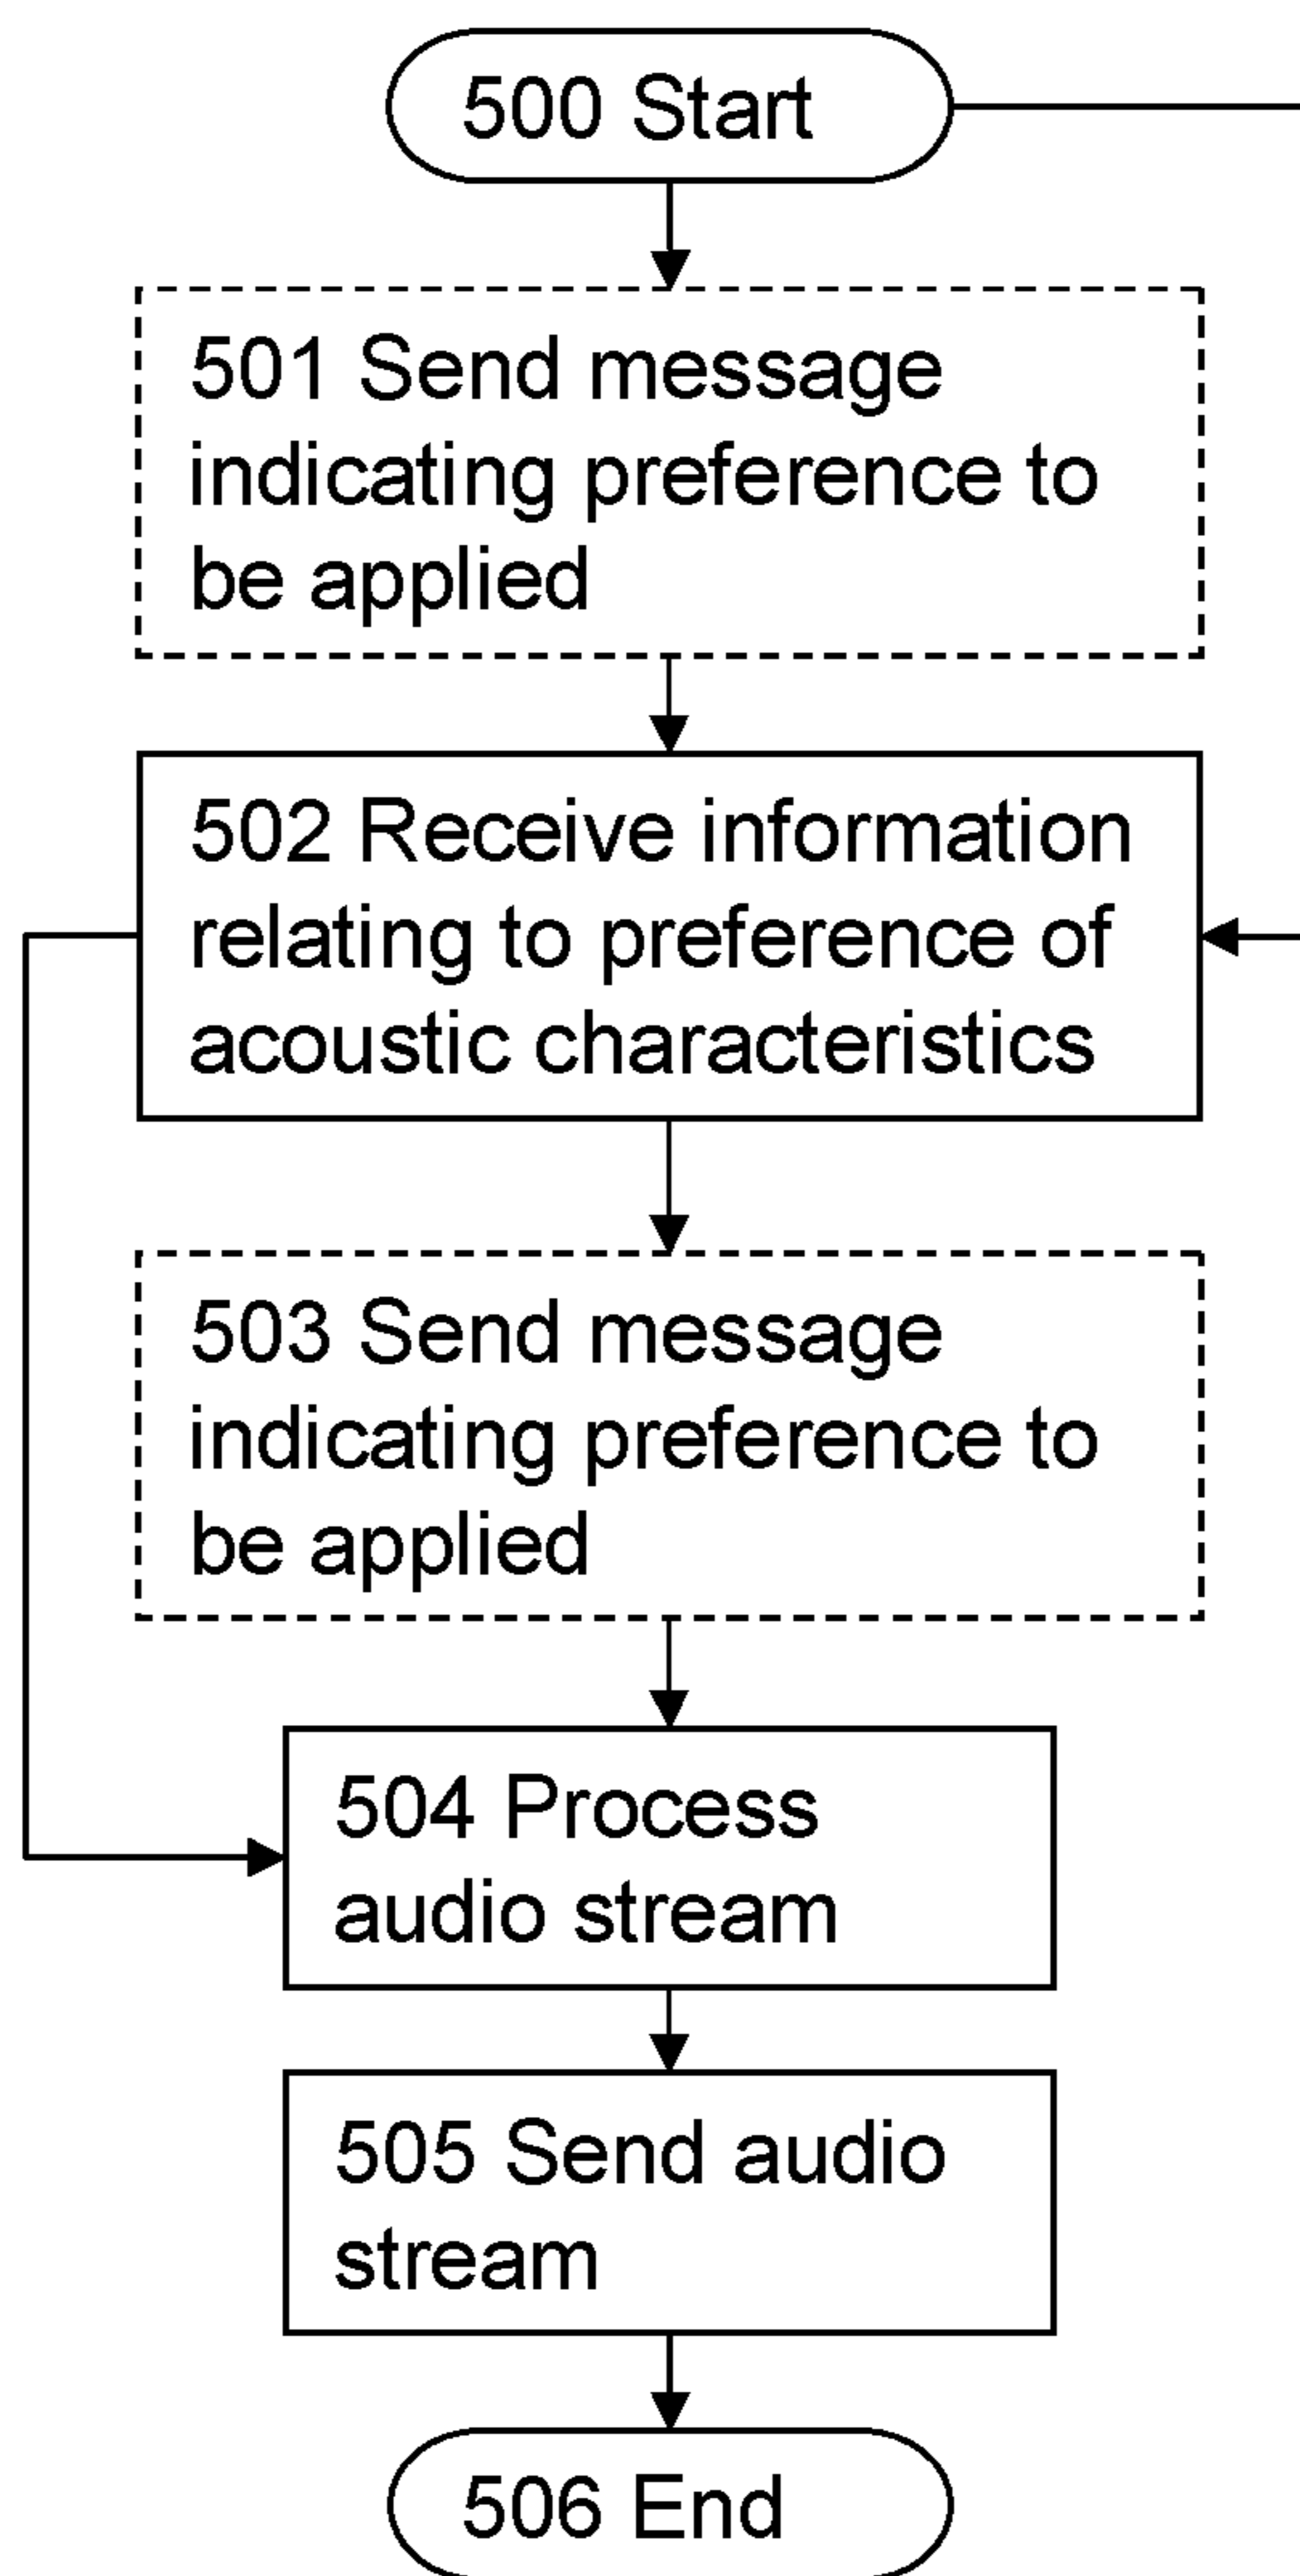 500 Start
501 Send message
indicating preference to
be applied
502 Receive information
relating to preference of
acoustic characteristics
503 Send message
indicating preference to
be applied
504 Process
audio stream
505 Send audio
stream
506 End